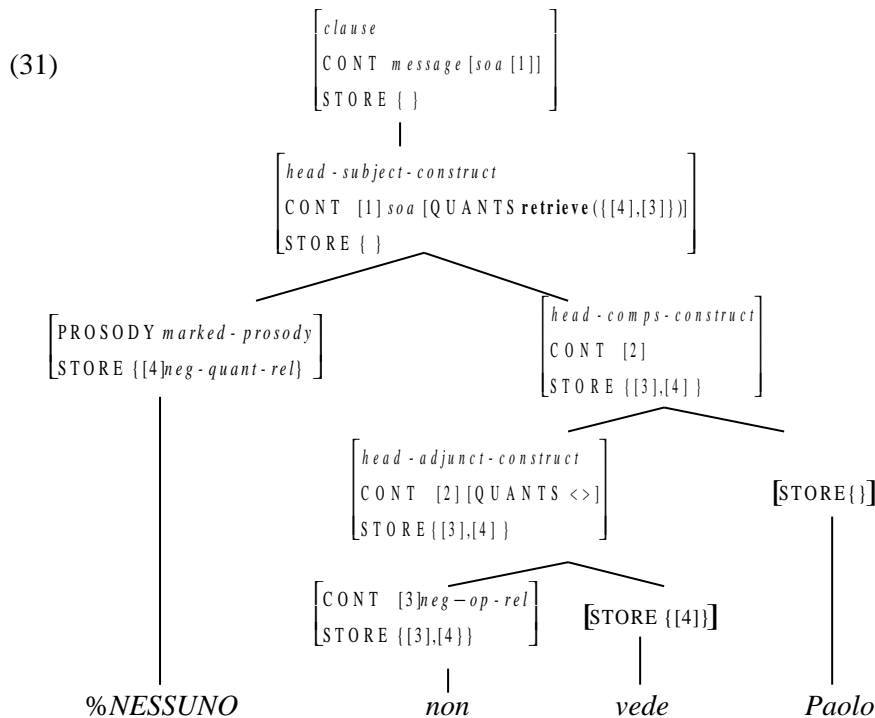 (31)
clause
CONT message [soa [1]]
STORE { }
head-subject-construct
CONT [1] soa [QUANTS retrieve({[4],[3]})]
STORE { }
PROSODY marked-prosody
STORE {[4]neg-quant-rel}
head-comps-construct
CONT [2]
STORE {[3],[4] }
head-adjunct-construct
CONT [2] [QUANTS <>]
STORE{[3],[4] }
[STORE{}]
CONT [3]neg–op-rel
STORE {[3],[4}}
[STORE {[4]}]
%NESSUNO non vede Paolo